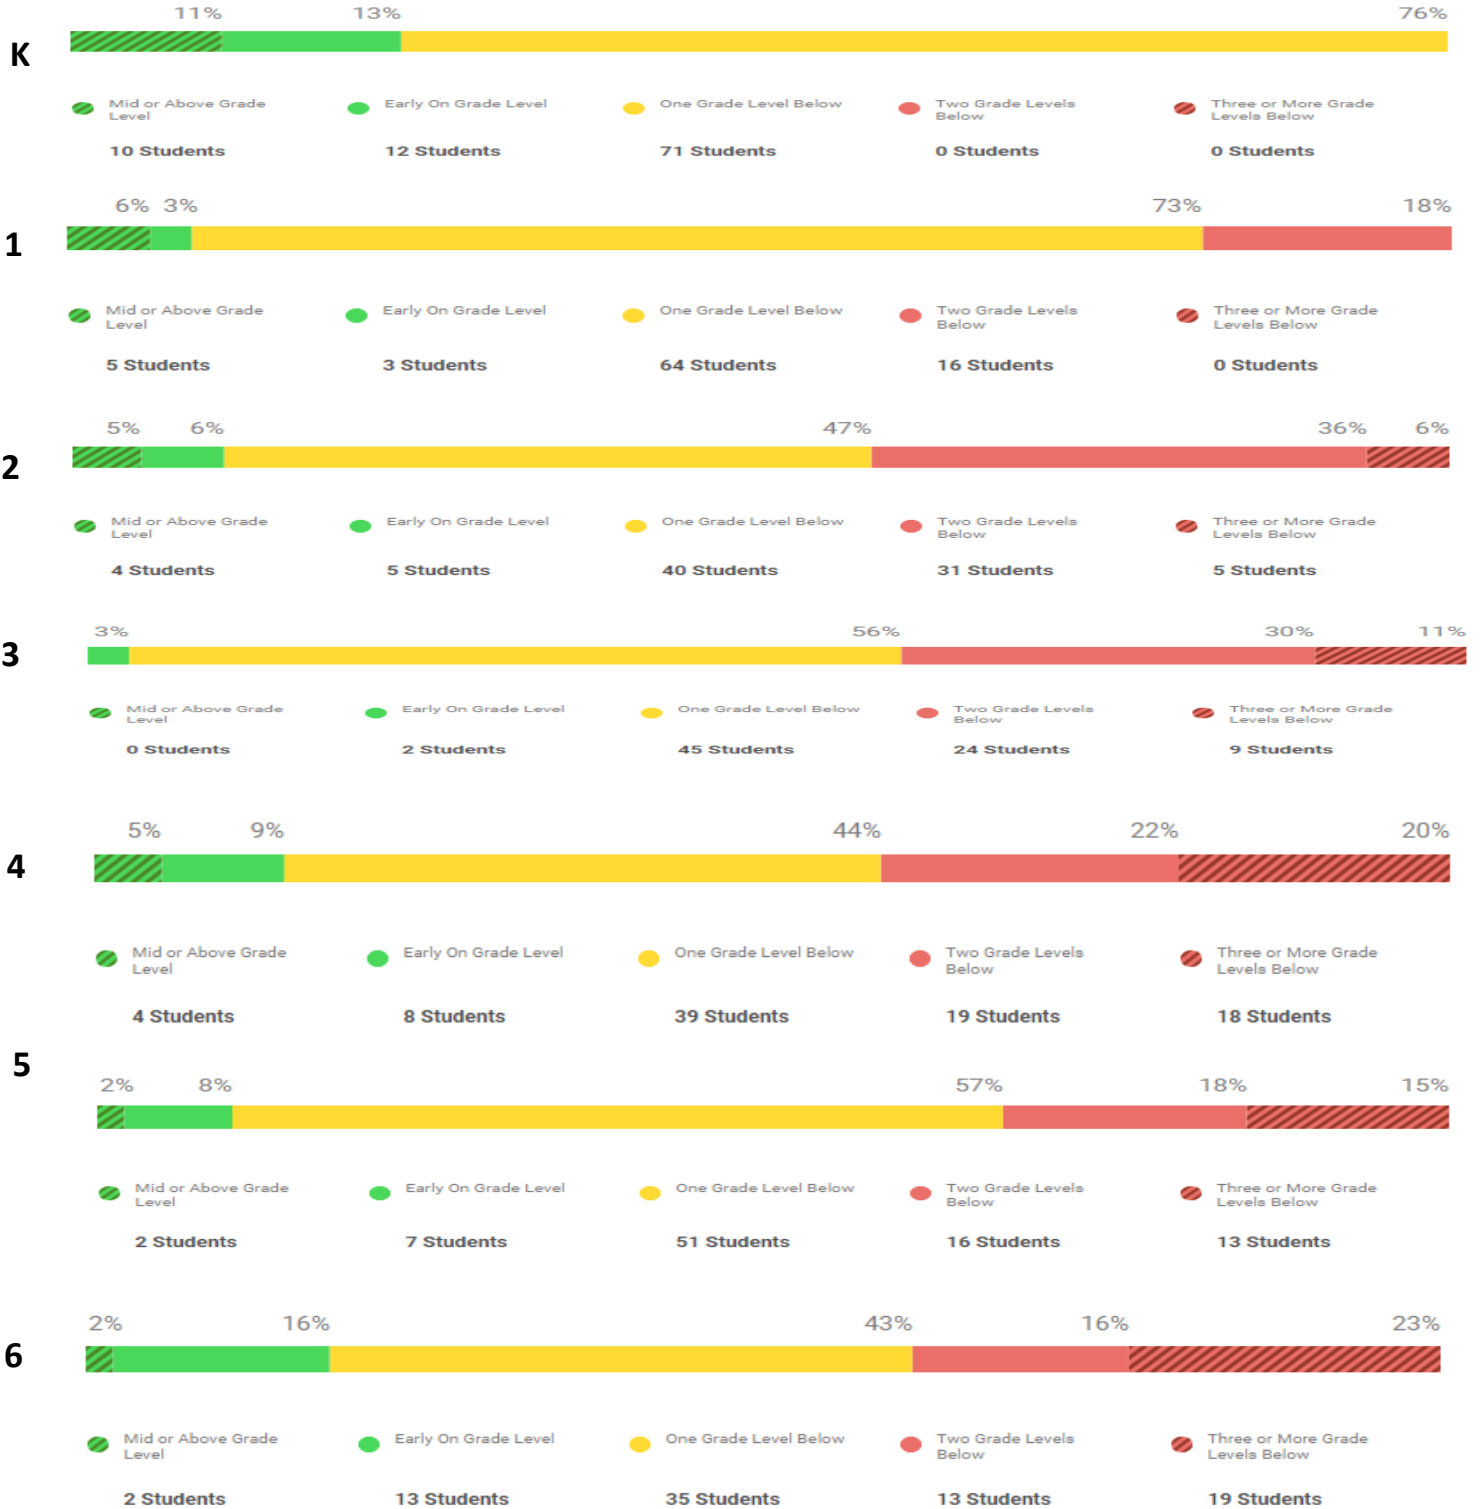 11% 13% 76%
K
Mid or Above Grade Level Early On Grade Level One Grade Level Below Two Grade Levels Below Three or More Grade Levels Below
10 Students 12 Students 71 Students 0 Students 0 Students
6% 3% 73% 18%
1
Mid or Above Grade Level Early On Grade Level One Grade Level Below Two Grade Levels Below Three or More Grade Levels Below
5 Students 3 Students 64 Students 16 Students 0 Students
5% 6% 47% 36% 6%
2
Mid or Above Grade Level Early On Grade Level One Grade Level Below Two Grade Levels Below Three or More Grade Levels Below
4 Students 5 Students 40 Students 31 Students 5 Students
3% 56% 30% 11%
3
Mid or Above Grade Level Early On Grade Level One Grade Level Below Two Grade Levels Below Three or More Grade Levels Below
0 Students 2 Students 45 Students 24 Students 9 Students
5% 9% 44% 22% 20%
4
Mid or Above Grade Level Early On Grade Level One Grade Level Below Two Grade Levels Below Three or More Grade Levels Below
4 Students 8 Students 39 Students 19 Students 18 Students
5
2% 8% 57% 18% 15%
Mid or Above Grade Level Early On Grade Level One Grade Level Below Two Grade Levels Below Three or More Grade Levels Below
2 Students 7 Students 51 Students 16 Students 13 Students
2% 16% 43% 16% 23%
6
Mid or Above Grade Level Early On Grade Level One Grade Level Below Two Grade Levels Below Three or More Grade Levels Below
2 Students 13 Students 35 Students 13 Students 19 Students